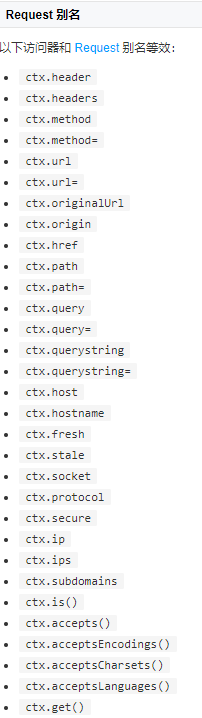 Request 别名
以下访问器和 Request 别名等效：
ctx.header
ctx.headers
ctx.method
ctx.method=
ctx.url
ctx.url=
ctx.originalUrl
ctx.origin
ctx.href
ctx.path
ctx.path=
ctx.query
ctx.query=
ctx.querystring
ctx.querystring=
ctx.host
ctx.hostname
ctx.fresh
ctx.stale
ctx.socket
ctx.protocol
ctx.secure
ctx.ip
ctx.ips
ctx.subdomains
ctx.is()
ctx.accepts()
ctx.acceptsEncodings()
ctx.acceptsCharsets()
ctx.acceptsLanguages()
ctx.get()